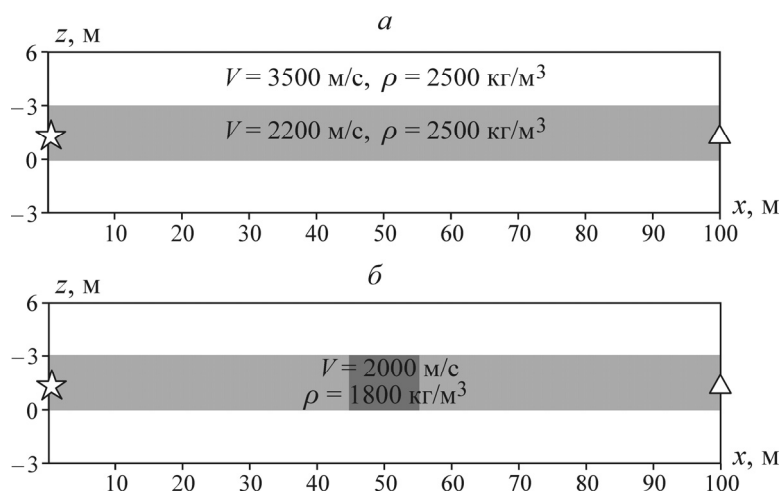 а
z, м
6
V = 3500 м/с, ρ = 2500 кг/м³
−3
V = 2200 м/с, ρ = 2500 кг/м³
0
−3
x, м
10 20 30 40 50 60 70 80 90 100
б
z, м
6
−3
V = 2000 м/с
ρ = 1800 кг/м³
0
−3
x, м
10 20 30 40 50 60 70 80 90 100